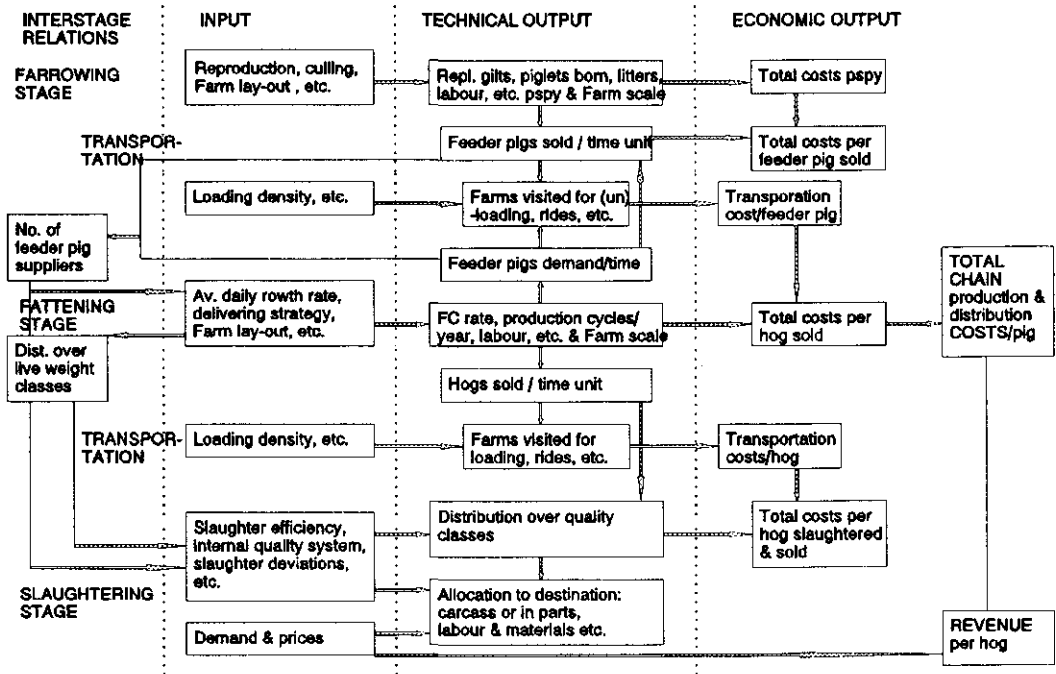 INTERSTAGE
RELATIONS
INPUT
TECHNICAL OUTPUT
ECONOMIC OUTPUT
FARROWING
STAGE
Reproduction, culling,
Farm lay-out , etc.
Repl. gilts, piglets born, litters,
labour, etc. pspy & Farm scale
Total costs pspy
TRANSPOR-
TATION
Feeder pigs sold / time unit
Total costs per
feeder pig sold
Loading density, etc.
Farms visited for (un)
-loading, rides, etc.
Transporation
cost/feeder pig
No. of
feeder pig
suppliers
Feeder pigs demand/time
TOTAL
CHAIN
production &
distribution
COSTS/pig
FATTENING
STAGE
Av. daily rowth rate,
delivering strategy,
Farm lay-out, etc.
FC rate, production cycles/
year, labour, etc. & Farm scale
Total costs per
hog sold
Dist. over
live weight
classes
Hogs sold / time unit
TRANSPOR-
TATION
Loading density, etc.
Farms visited for
loading, rides, etc.
Transportation
costs/hog
Slaughter efficiency,
internal quality system,
slaughter deviations,
etc.
Distribution over quality
classes
Total costs per
hog slaughtered
& sold
SLAUGHTERING
STAGE
Allocation to destination:
carcass or in parts,
labour & materials etc.
Demand & prices
REVENUE
per hog